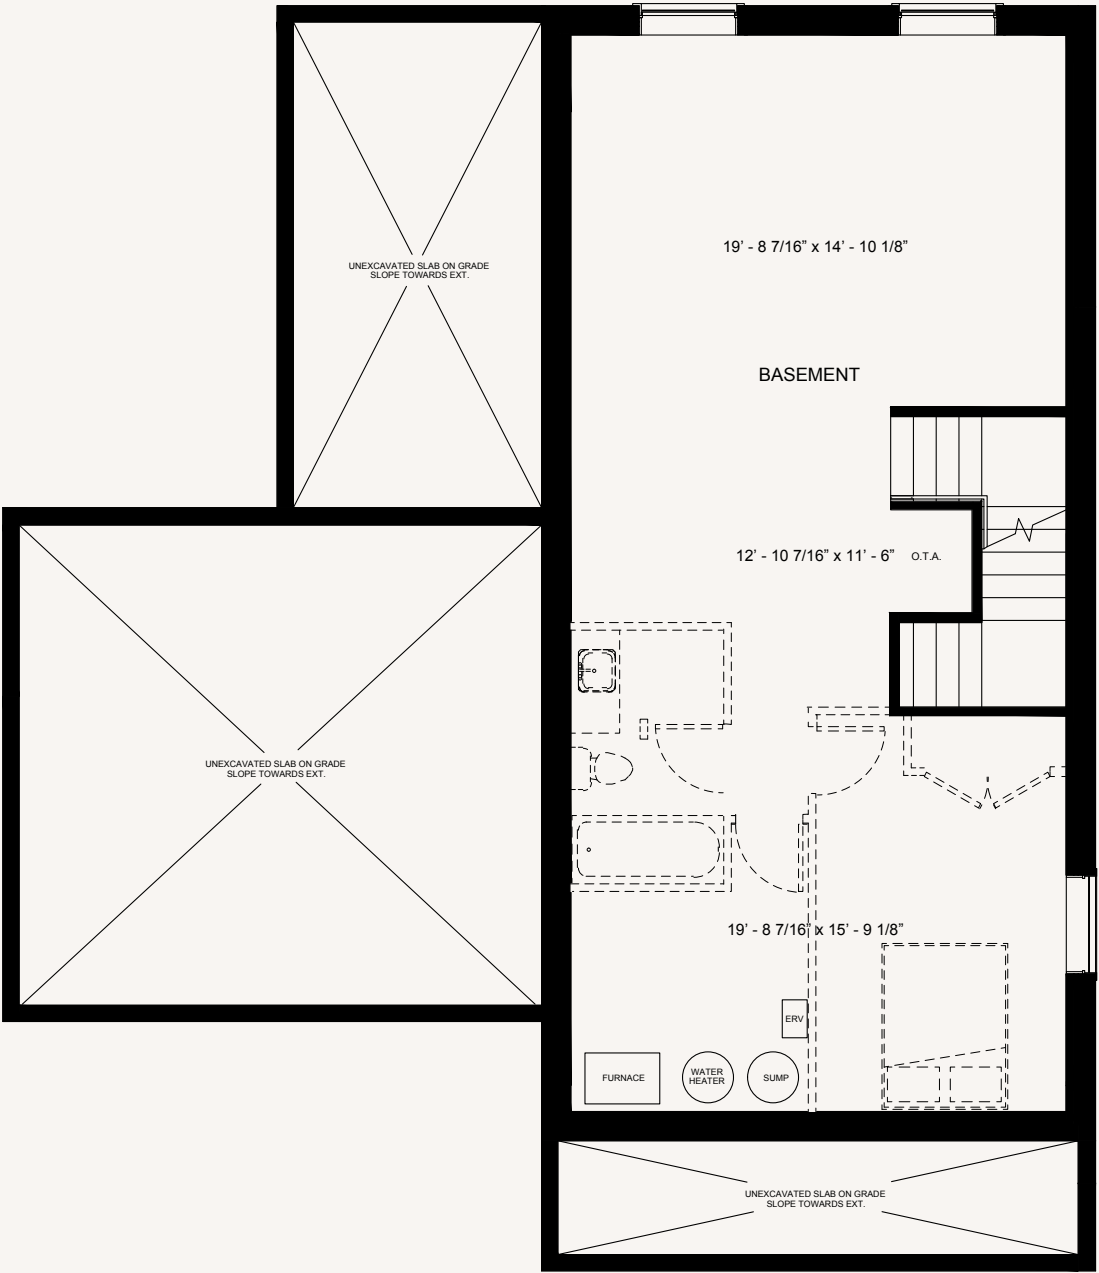 19’ - 8 7/16” x 14’ - 10 1/8”
UNEXCAVATED SLAB ON GRADE
SLOPE TOWARDS EXT.
BASEMENT
12’ - 10 7/16” x 11’ - 6”
O.T.A.
UNEXCAVATED SLAB ON GRADE
SLOPE TOWARDS EXT.
19’ - 8 7/16” x 15’ - 9 1/8”
ERV
FURNACE
WATER
HEATER
SUMP
UNEXCAVATED SLAB ON GRADE
SLOPE TOWARDS EXT.